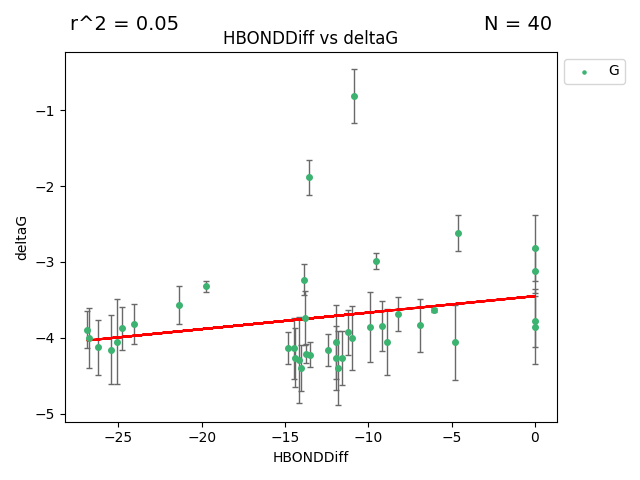 r^2 = 0.05
N = 40
HBONDDiff vs deltaG
G
−1
−2
−3
−4
−5
deltaG
−25
−20
−15
−10
−5
0
HBONDDiff